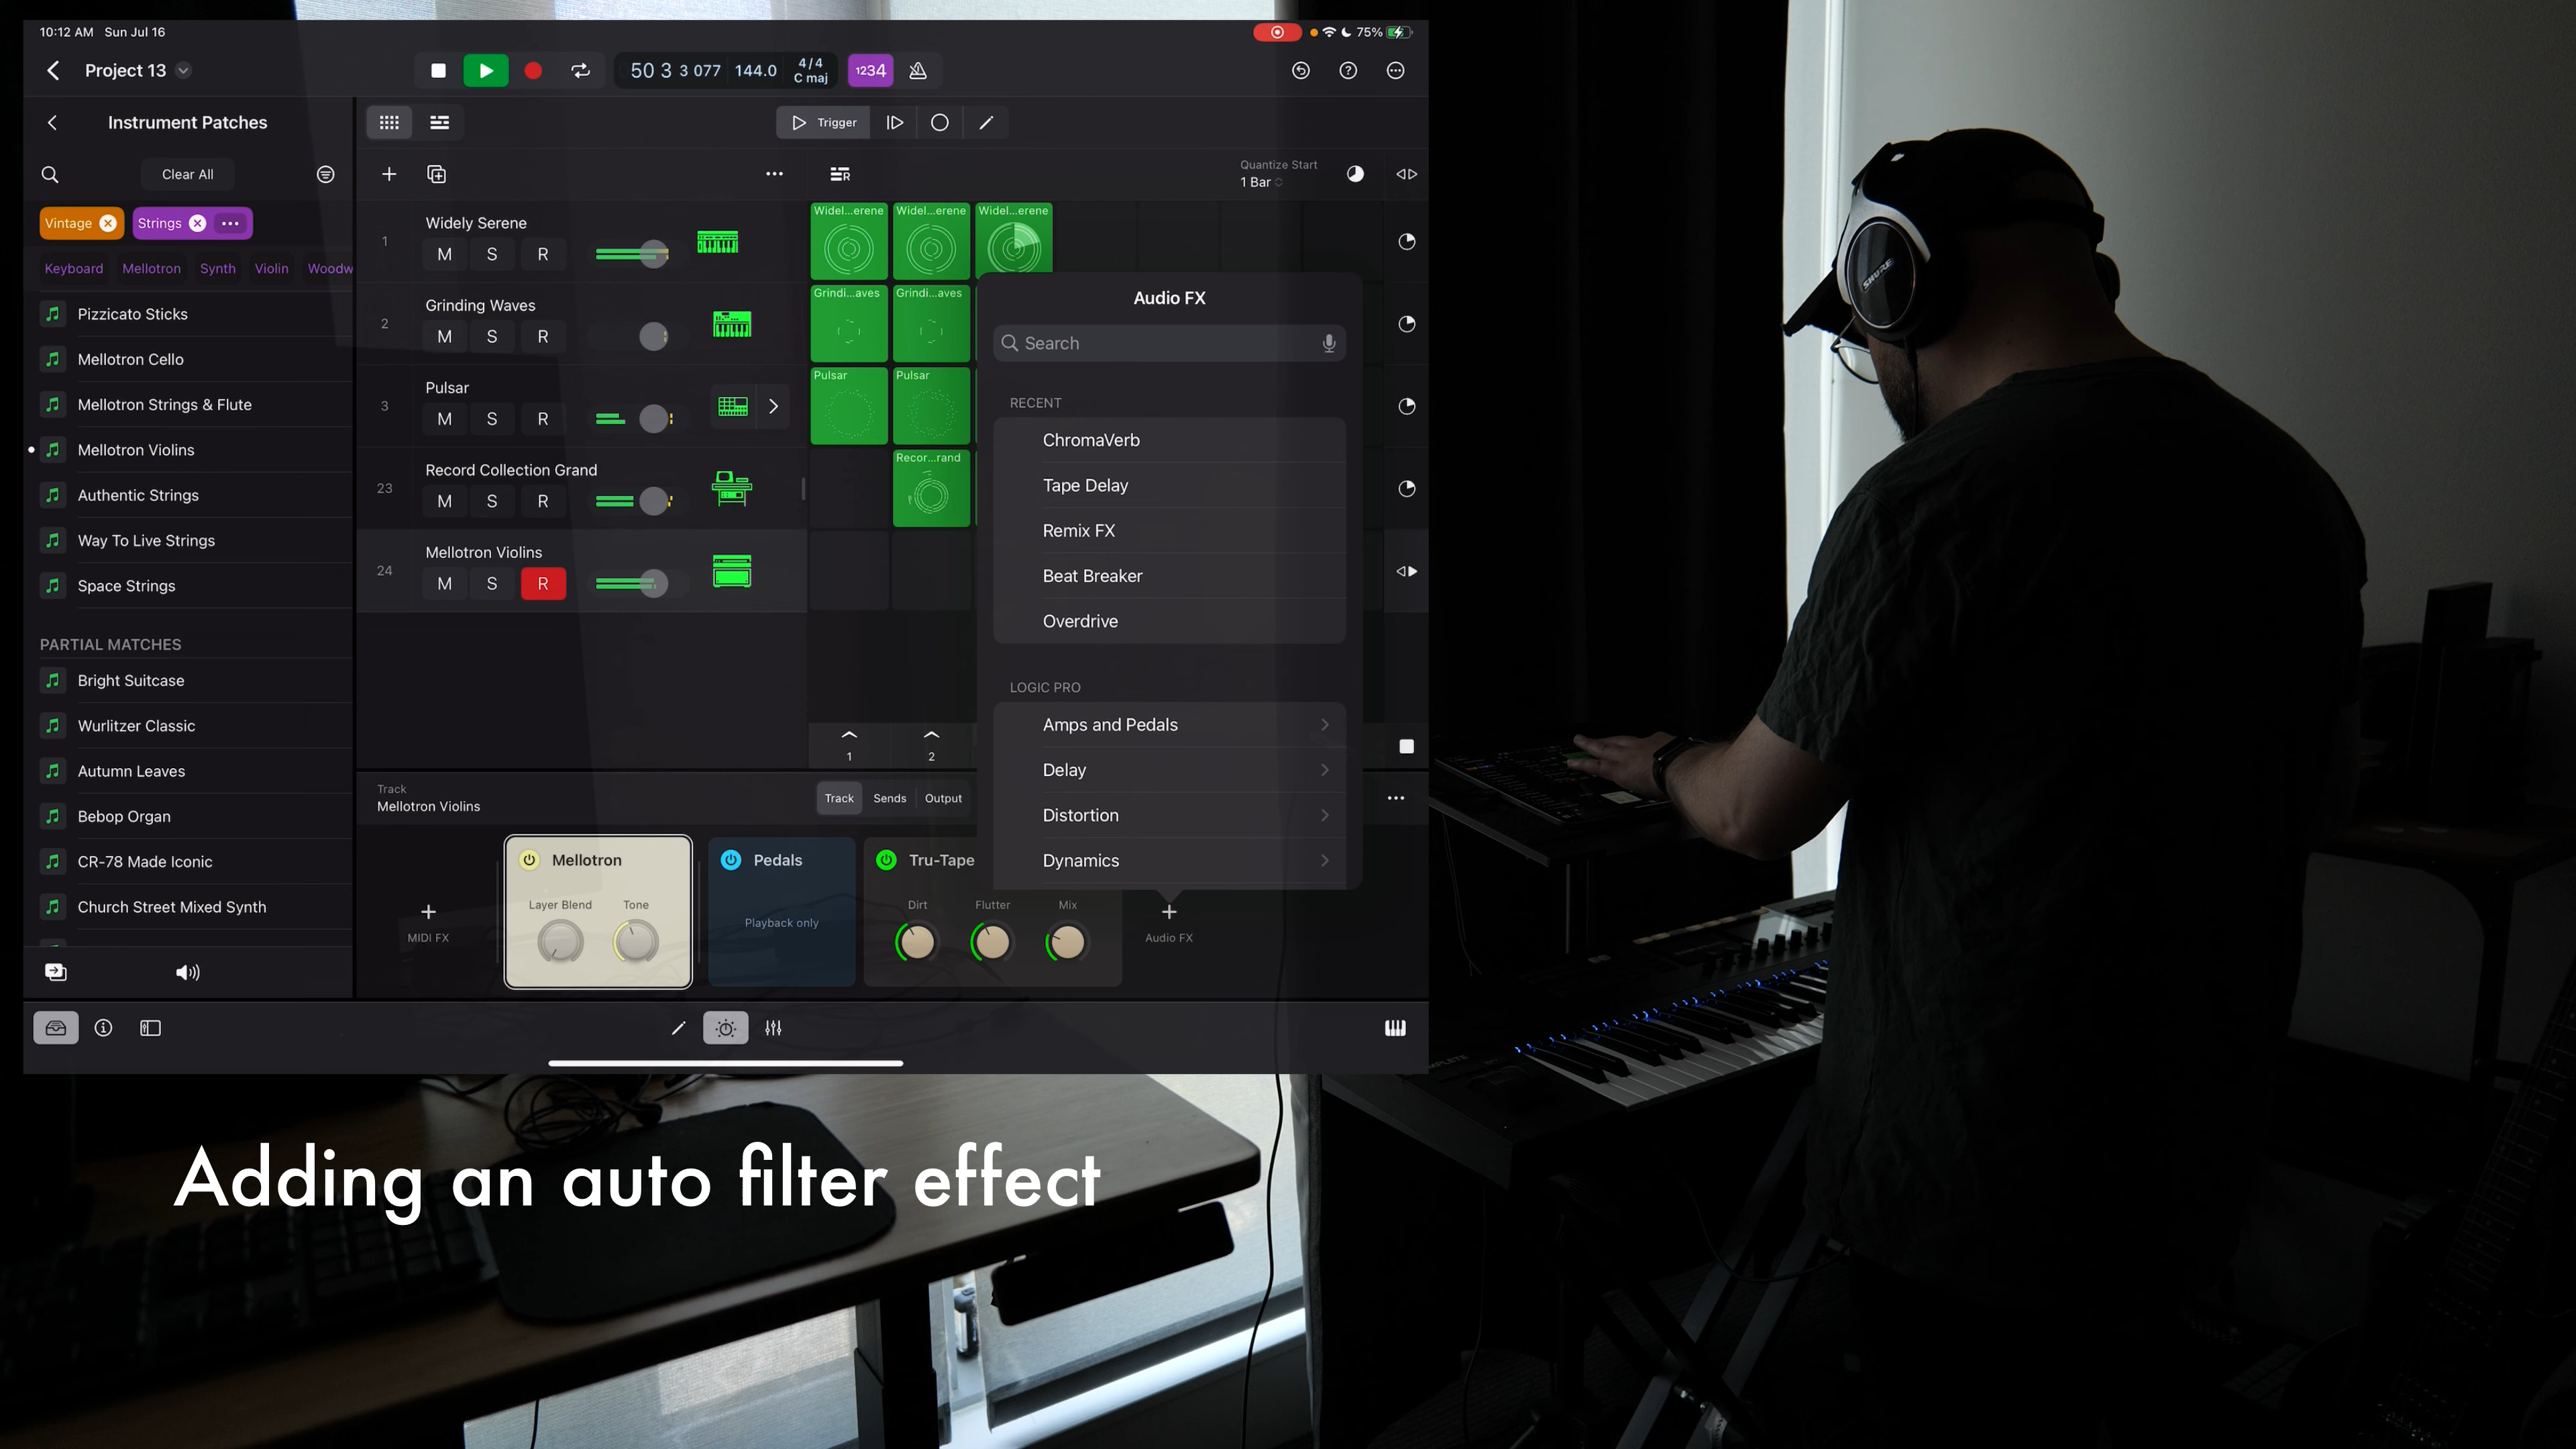 10:12 AM Sun Jul 16
75%
Project 13
50 3 3 077
144.0
4/4
C maj
1234
Instrument Patches
Trigger
Clear All
Quantize Start
1 Bar
Vintage
Strings
Keyboard Mellotron Synth Violin Woodw
Pizzicato Sticks
Mellotron Cello
Mellotron Strings & Flute
Mellotron Violins
Authentic Strings
Way To Live Strings
Space Strings
PARTIAL MATCHES
Bright Suitcase
Wurlitzer Classic
Autumn Leaves
Bebop Organ
CR-78 Made Iconic
Church Street Mixed Synth
1
Widely Serene
M S R
2
Grinding Waves
M S R
3
Pulsar
M S R
23
Record Collection Grand
M S R
24
Mellotron Violins
M S R
Widel...erene Widel...erene Widel...erene
Grindi...aves Grindi...aves
Pulsar Pulsar
Recor...rand
1 2
Audio FX
Search
RECENT
ChromaVerb
Tape Delay
Remix FX
Beat Breaker
Overdrive
LOGIC PRO
Amps and Pedals
Delay
Distortion
Dynamics
Track
Mellotron Violins
Track Sends Output
MIDI FX
Mellotron
Layer Blend Tone
Pedals
Playback only
Tru-Tape
Dirt Flutter Mix
Audio FX
SHURE
Adding an auto filter effect